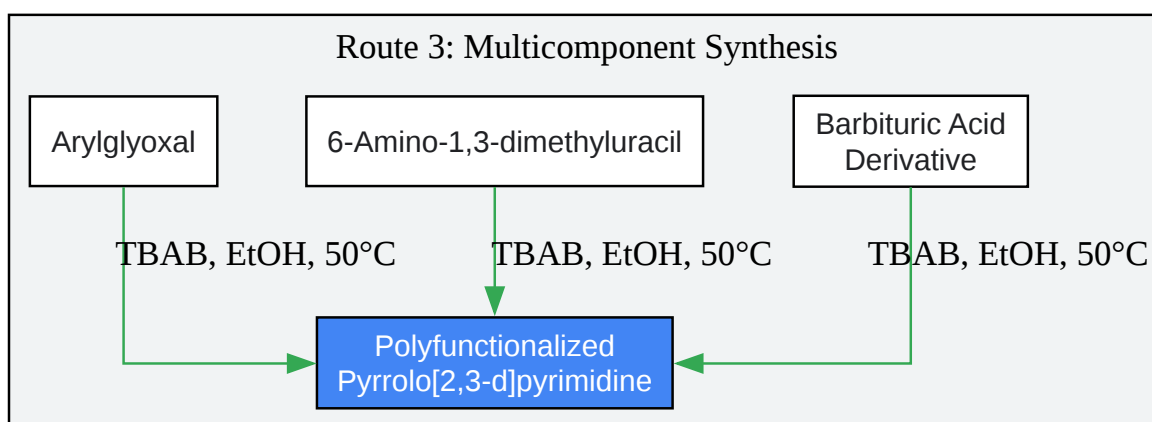 Route 3: Multicomponent Synthesis
Arylglyoxal
6-Amino-1,3-dimethyluracil
Barbituric Acid
Derivative
TBAB, EtOH, 50°C
TBAB, EtOH, 50°C
TBAB, EtOH, 50°C
Polyfunctionalized
Pyrrolo[2,3-d]pyrimidine